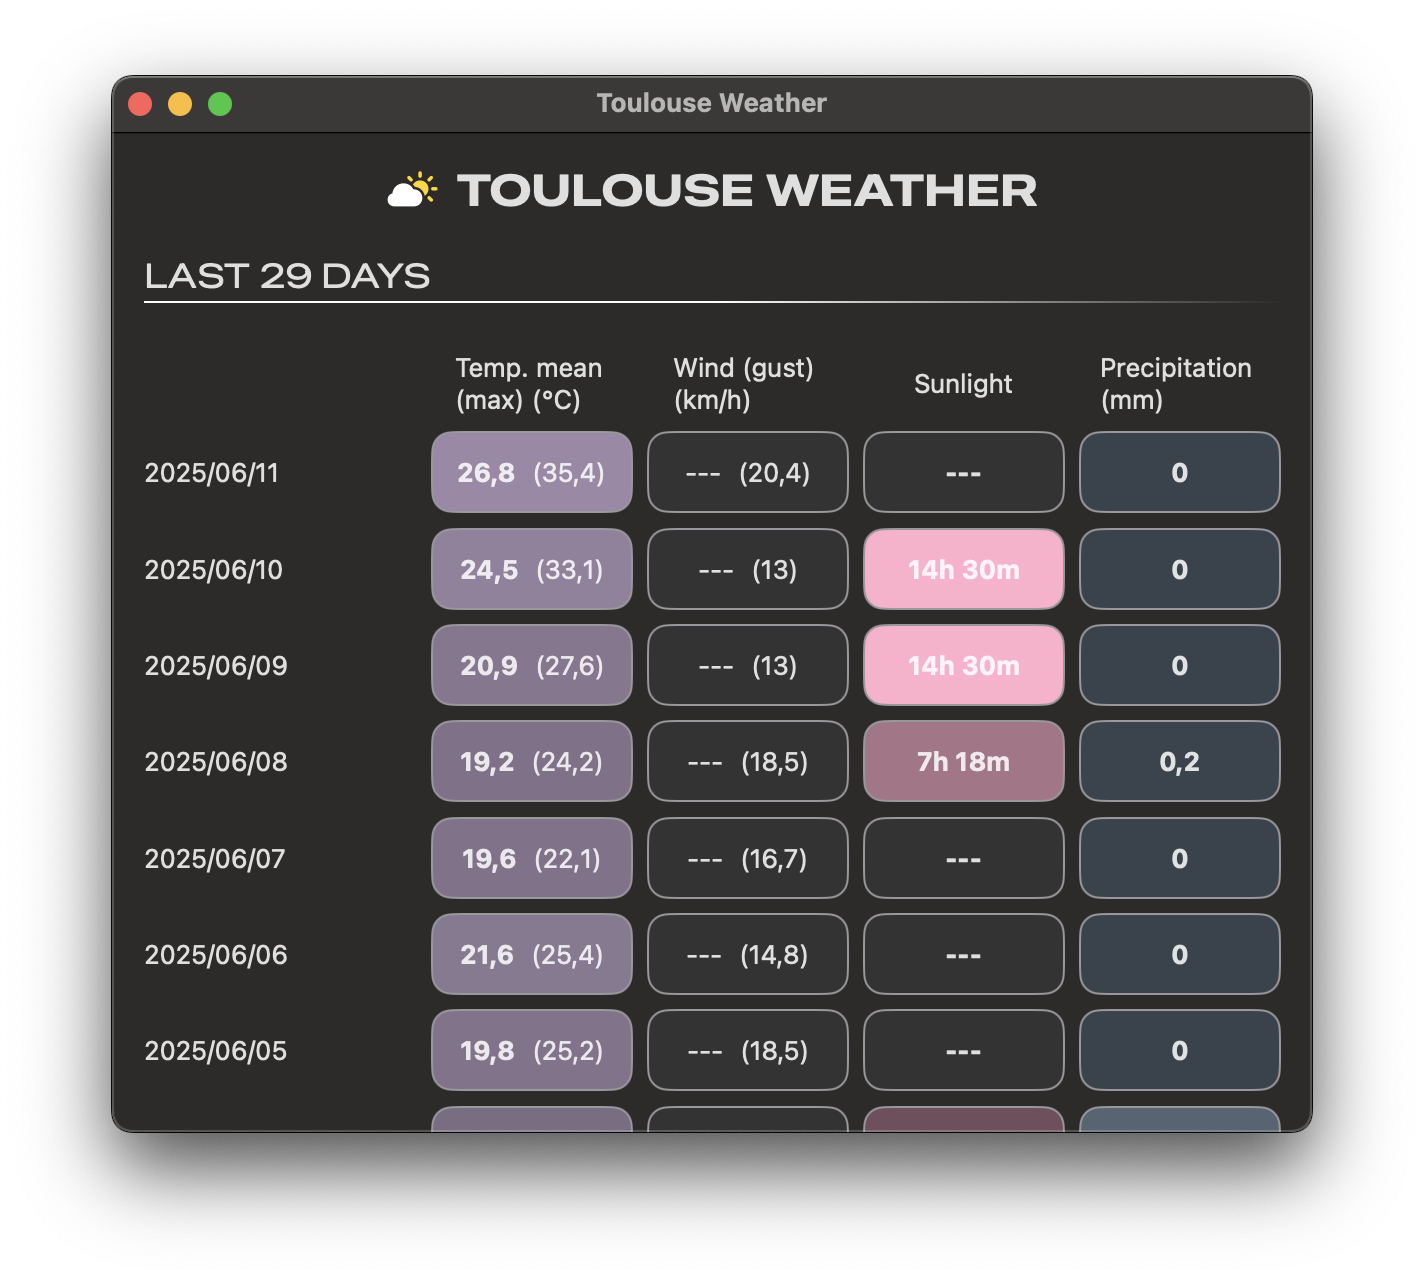 Toulouse Weather
TOULOUSE WEATHER
LAST 29 DAYS
Temp. mean (max) (°C) Wind (gust) (km/h) Sunlight Precipitation (mm)
2025/06/11 26,8 (35,4) --- (20,4) --- 0
2025/06/10 24,5 (33,1) --- (13) 14h 30m 0
2025/06/09 20,9 (27,6) --- (13) 14h 30m 0
2025/06/08 19,2 (24,2) --- (18,5) 7h 18m 0,2
2025/06/07 19,6 (22,1) --- (16,7) --- 0
2025/06/06 21,6 (25,4) --- (14,8) --- 0
2025/06/05 19,8 (25,2) --- (18,5) --- 0